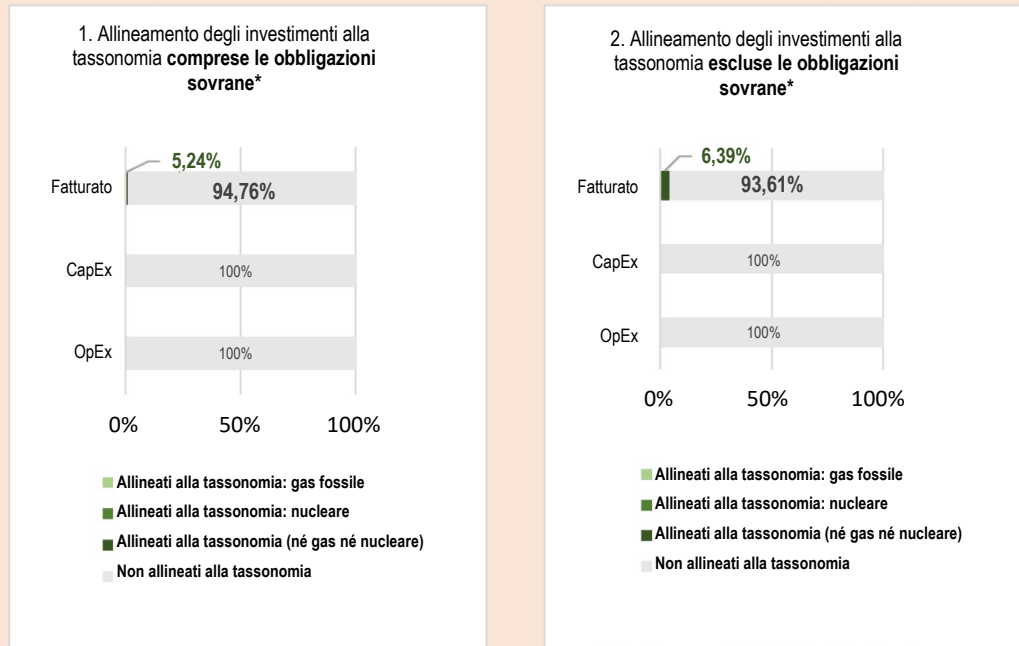 1. Allineamento degli investimenti alla
tassonomia comprese le obbligazioni
sovrane*
5,24%
Fatturato
94,76%
CapEx
100%
OpEx
100%
0%
50%
100%
Allineati alla tassonomia: gas fossile
Allineati alla tassonomia: nucleare
Allineati alla tassonomia (né gas né nucleare)
Non allineati alla tassonomia
2. Allineamento degli investimenti alla
tassonomia escluse le obbligazioni
sovrane*
6,39%
Fatturato
93,61%
CapEx
100%
OpEx
100%
0%
50%
100%
Allineati alla tassonomia: gas fossile
Allineati alla tassonomia: nucleare
Allineati alla tassonomia (né gas né nucleare)
Non allineati alla tassonomia